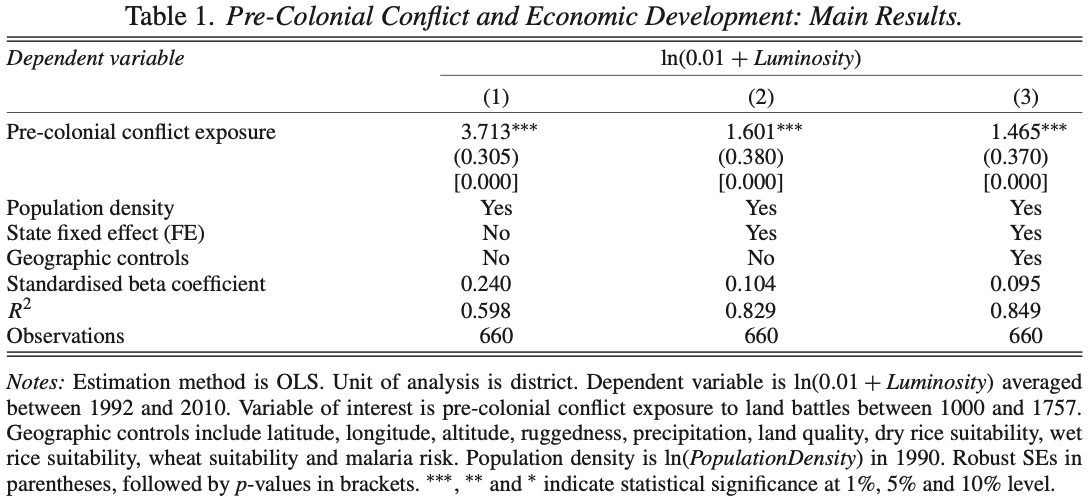 Table 1. Pre-Colonial Conflict and Economic Development: Main Results.
Dependent variable ln(0.01 + Luminosity)
(1) (2) (3)
Pre-colonial conflict exposure 3.713*** 1.601*** 1.465***
(0.305) (0.380) (0.370)
[0.000] [0.000] [0.000]
Population density Yes Yes Yes
State fixed effect (FE) No Yes Yes
Geographic controls No No Yes
Standardised beta coefficient 0.240 0.104 0.095
R² 0.598 0.829 0.849
Observations 660 660 660
Notes: Estimation method is OLS. Unit of analysis is district. Dependent variable is ln(0.01 + Luminosity) averaged
between 1992 and 2010. Variable of interest is pre-colonial conflict exposure to land battles between 1000 and 1757.
Geographic controls include latitude, longitude, altitude, ruggedness, precipitation, land quality, dry rice suitability, wet
rice suitability, wheat suitability and malaria risk. Population density is ln(PopulationDensity) in 1990. Robust SEs in
parentheses, followed by p-values in brackets. ***, ** and * indicate statistical significance at 1%, 5% and 10% level.